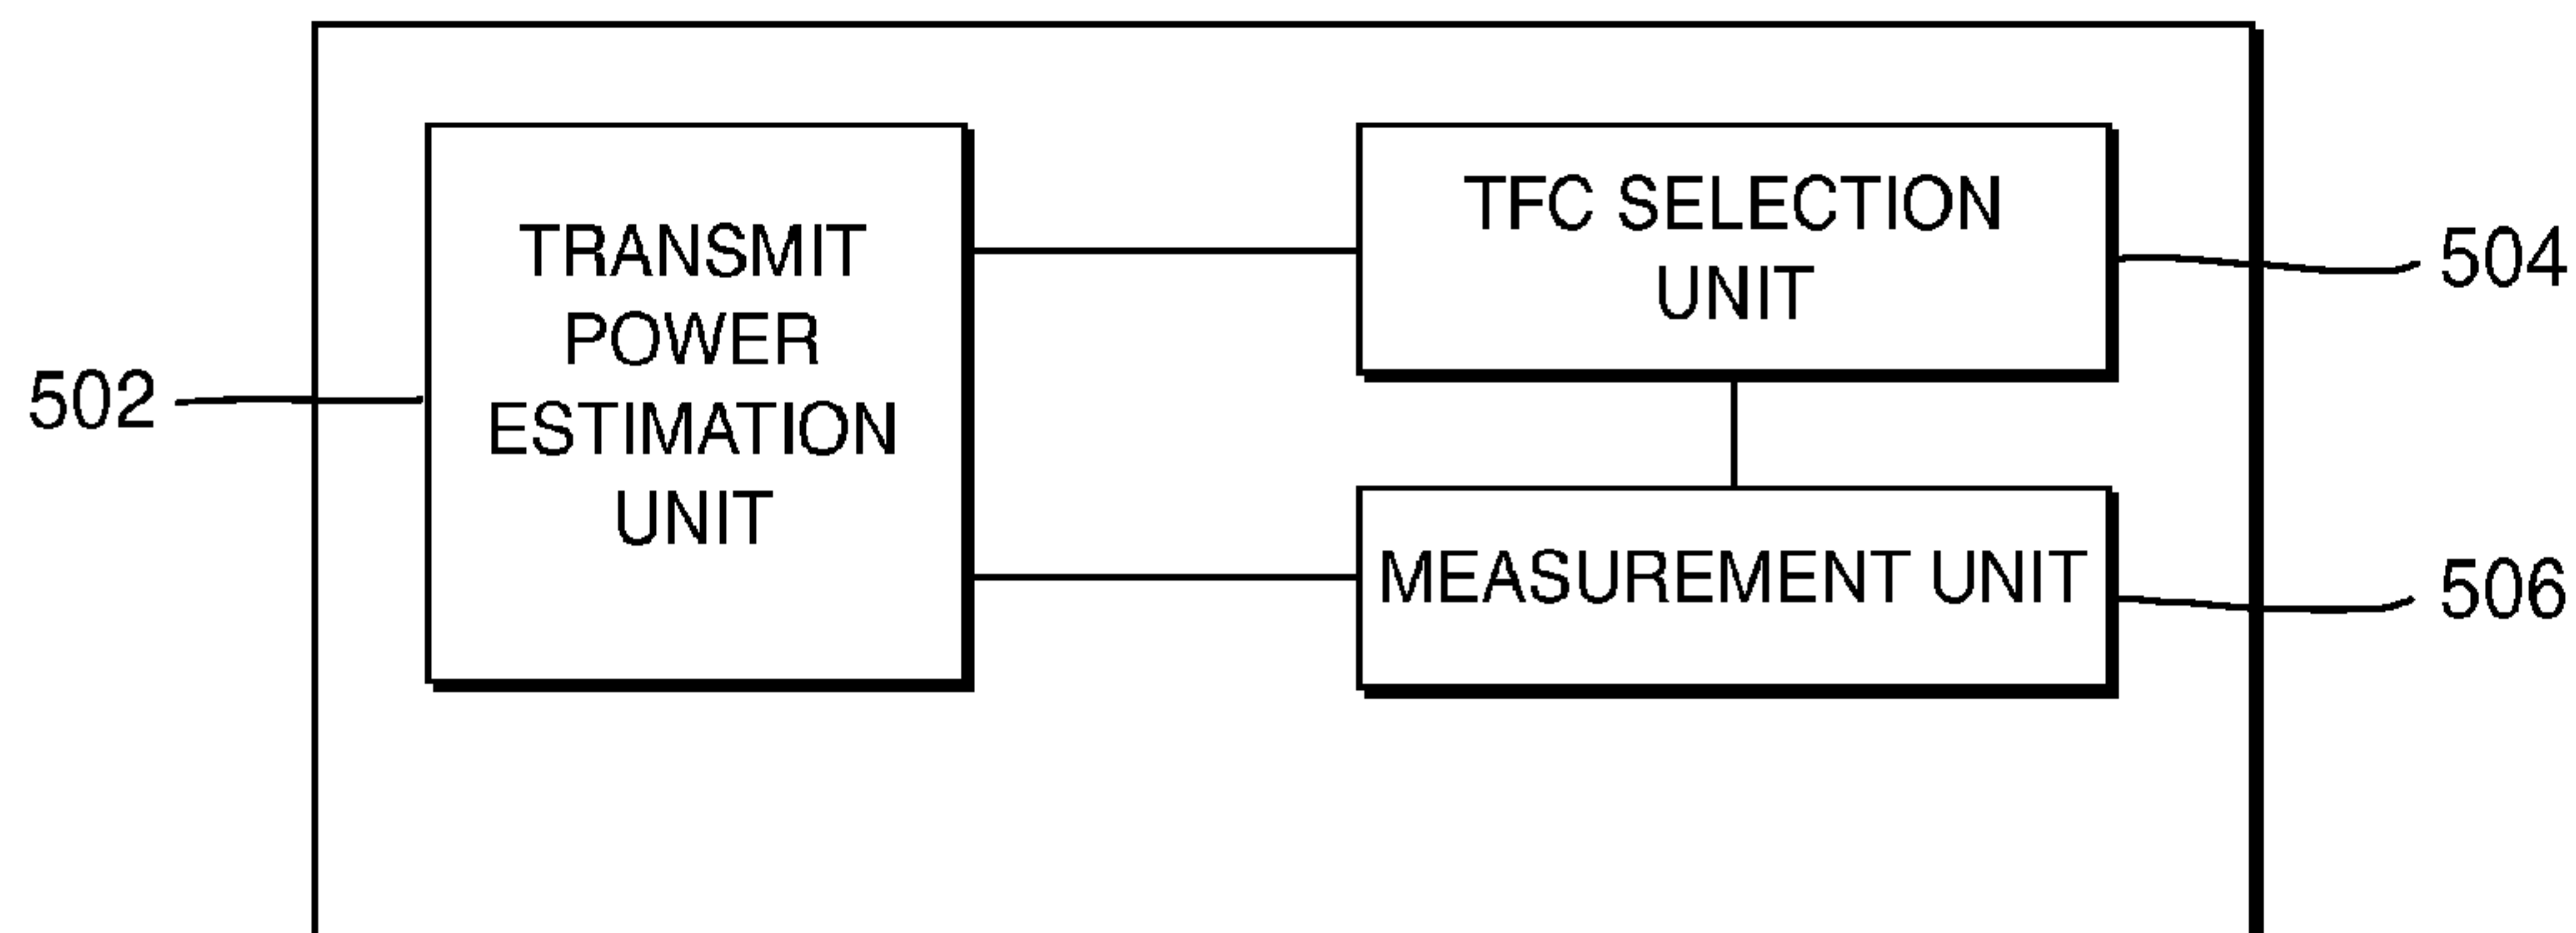 TRANSMIT
POWER
ESTIMATION
UNIT
TFC SELECTION
UNIT
MEASUREMENT UNIT
502
504
506